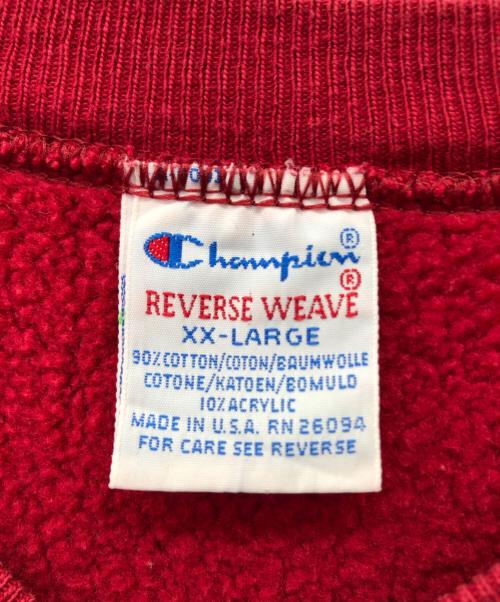 Champion®
REVERSE WEAVE®
XX-LARGE
90% COTTON/COTON/BAUMWOLLE
COTONE/KATOEN/BOMULD
10% ACRYLIC
MADE IN U.S.A. RN 26094
FOR CARE SEE REVERSE